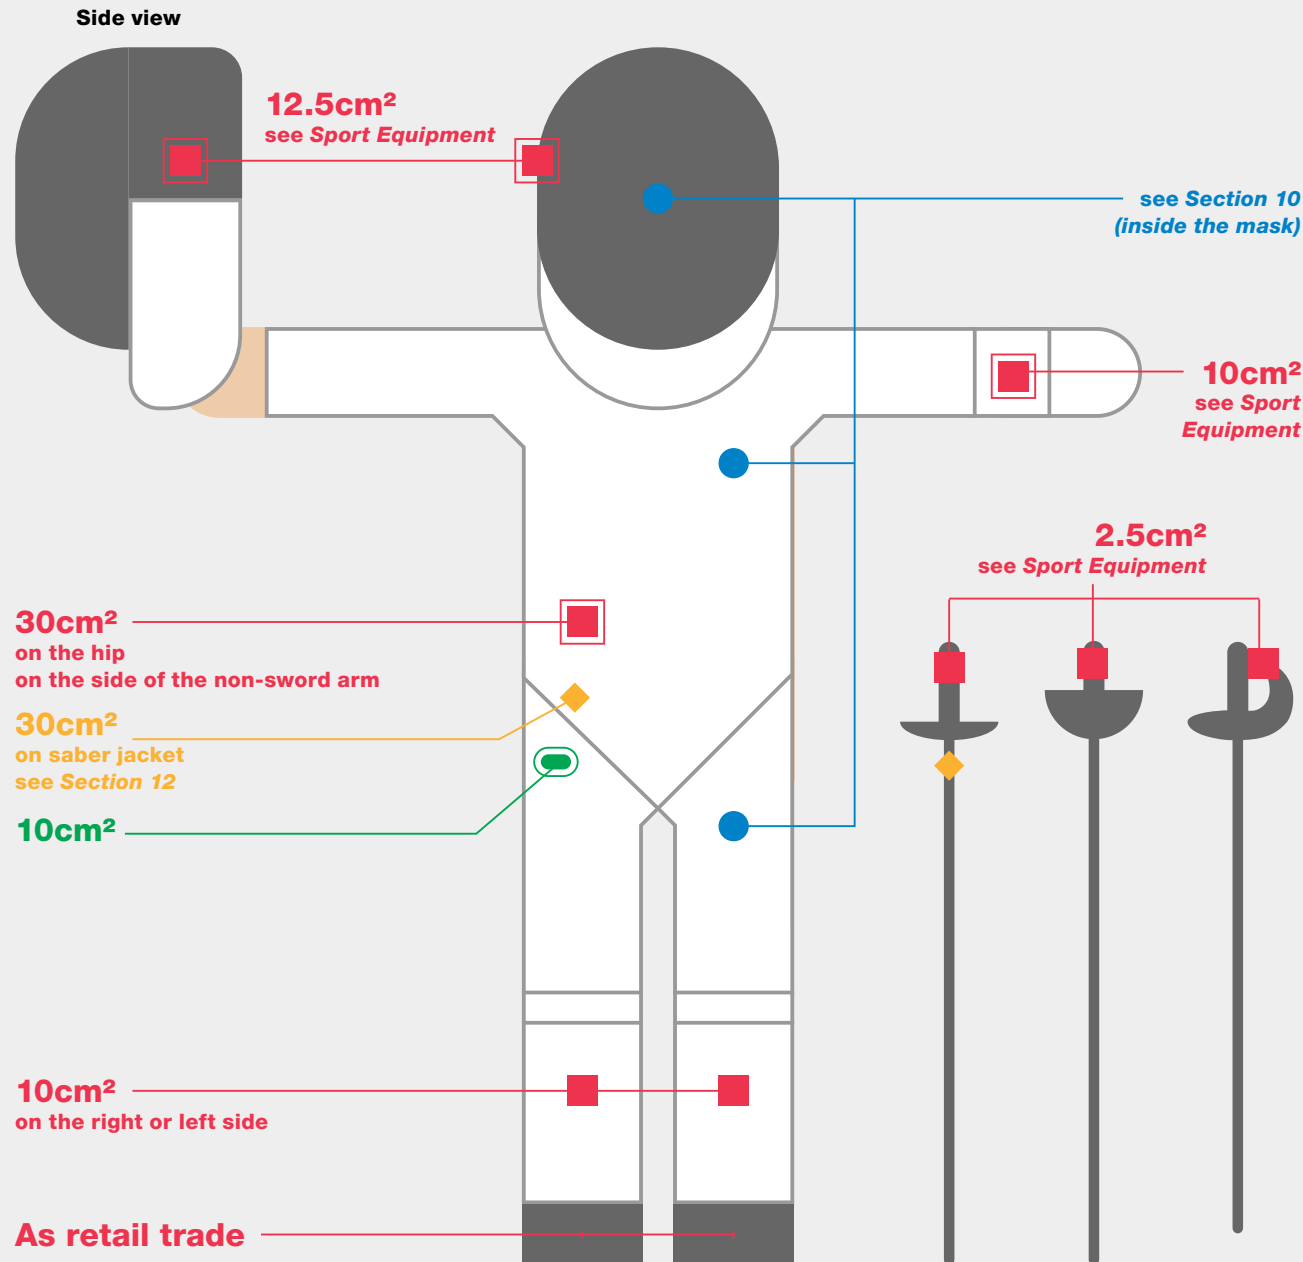 Side view
12.5cm²
see Sport Equipment
see Section 10
(inside the mask)
10cm²
see Sport
Equipment
2.5cm²
see Sport Equipment
30cm²
on the hip
on the side of the non-sword arm
30cm²
on saber jacket
see Section 12
10cm²
10cm²
on the right or left side
As retail trade